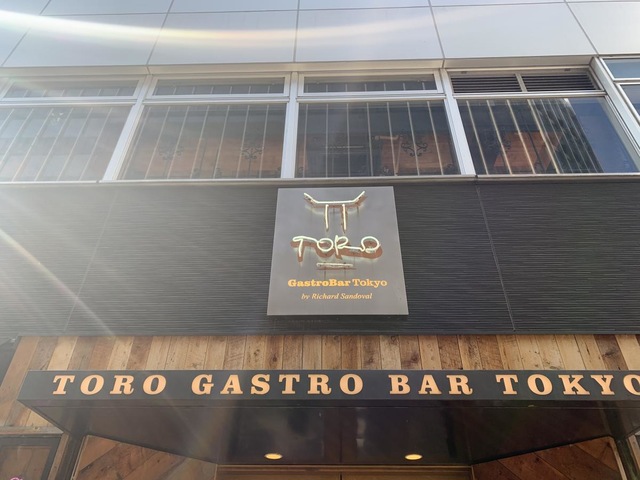 TORO
GastroBar Tokyo
by Richard Sandoval
TORO GASTRO BAR TOKYO